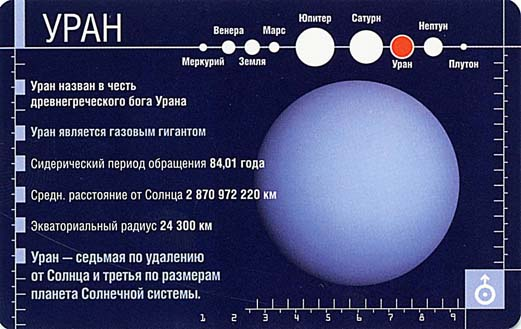 УРАН
Меркурий
Венера
Земля
Марс
Юпитер
Сатурн
Уран
Нептун
Плутон
Уран назван в честь
древнегреческого бога Урана
Уран является газовым гигантом
Сидерический период обращения 84,01 года
Средн. расстояние от Солнца 2 870 972 220 км
Экваториальный радиус 24 300 км
Уран — седьмая по удалению
от Солнца и третья по размерам
планета Солнечной системы.
1 2 3 4 5 6 7 8 9